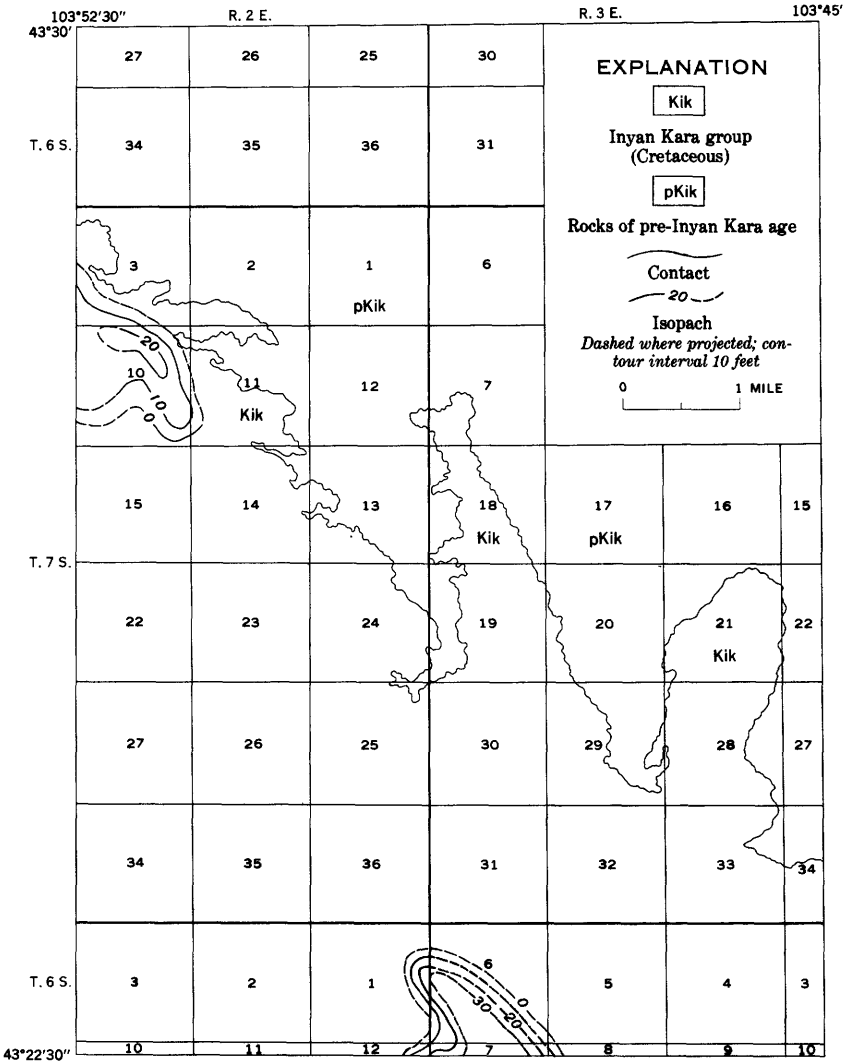 103°52'30" R. 2 E. R. 3 E. 103°45'
43°30'
27 26 25 30
EXPLANATION
Kik
Inyan Kara group
(Cretaceous)
pKik
Rocks of pre-Inyan Kara age
Contact
20
Isopach
Dashed where projected; con-
tour interval 10 feet
0 1 MILE
T. 6 S. 34 35 36 31
3 2 1 6
pKik
20
10 11 12 7
10
0
Kik
15 14 13 18 17 16 15
Kik pKik
T. 7 S.
22 23 24 19 20 21 22
Kik
27 26 25 30 29 28 27
34 35 36 31 32 33 34
6
T. 6 S. 3 2 1 5 4 3
0
30 20
43°22'30" 10 11 12 7 8 9 10